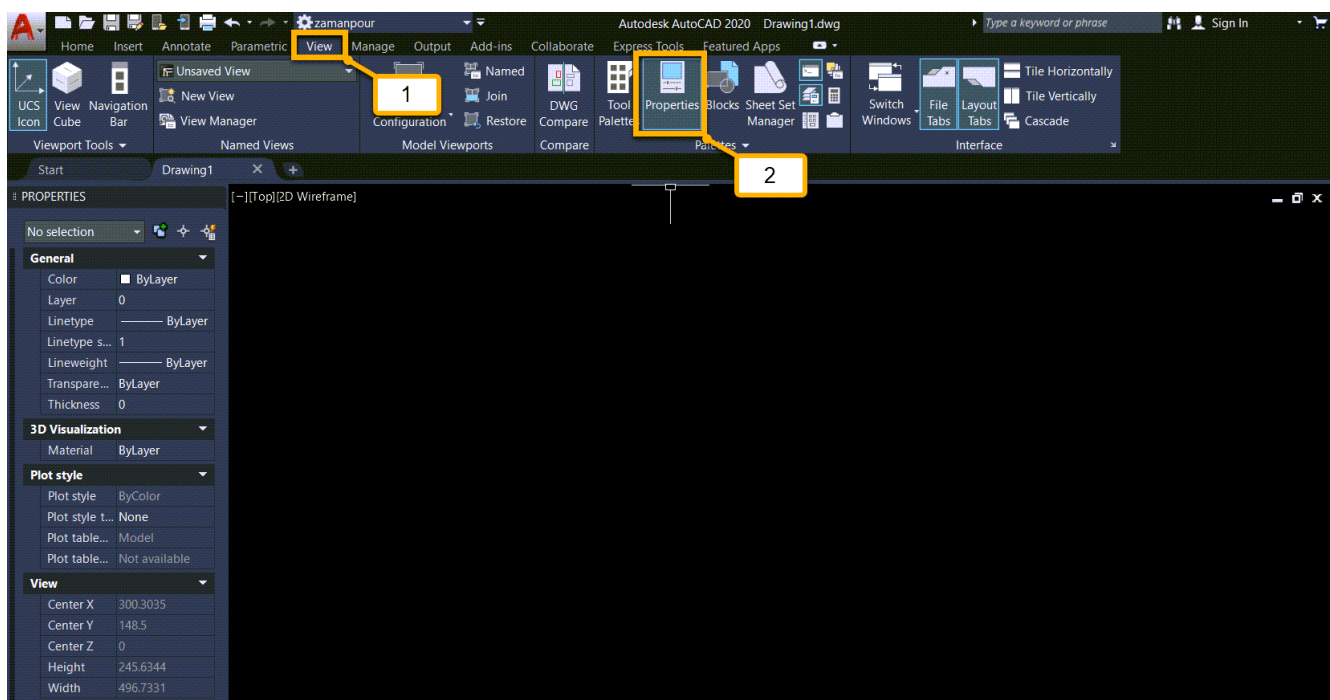 A
zamanpour
Autodesk AutoCAD 2020 Drawing1.dwg
Type a keyword or phrase
Sign In
Home Insert Annotate Parametric View Manage Output Add-ins Collaborate Express Tools Featured Apps
1
UCS Icon
View Cube
Navigation Bar
Viewport Tools
Unsaved View
New View
View Manager
Named Views
Configuration
Named
Join
Restore
Model Viewports
DWG Compare
Compare
Tool Palette
Properties
Blocks
Sheet Set Manager
Palettes
2
Switch Windows
File Tabs
Layout Tabs
Tile Horizontally
Tile Vertically
Cascade
Interface
Start
Drawing1
PROPERTIES
[−][Top][2D Wireframe]
No selection
General
Color ByLayer
Layer 0
Linetype ByLayer
Linetype s... 1
Lineweight ByLayer
Transpare... ByLayer
Thickness 0
3D Visualization
Material ByLayer
Plot style
Plot style ByColor
Plot style t... None
Plot table... Model
Plot table... Not available
View
Center X 300.3035
Center Y 148.5
Center Z 0
Height 245.6344
Width 496.7331